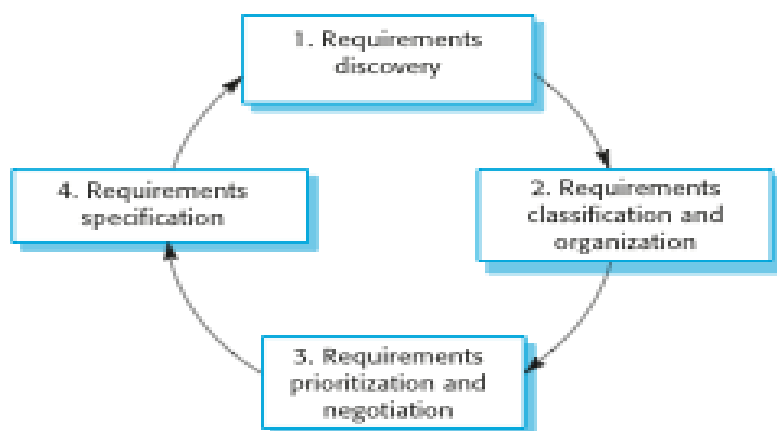 1. Requirements
discovery
2. Requirements
classification and
organization
3. Requirements
prioritization and
negotiation
4. Requirements
specification